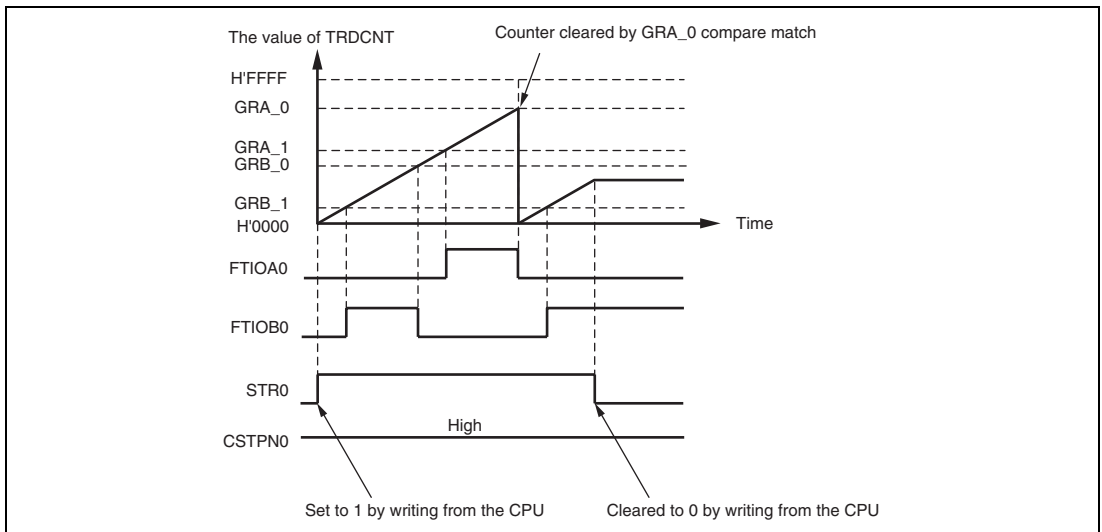 The value of TRDCNT
Counter cleared by GRA_0 compare match
H'FFFF
GRA_0
GRA_1
GRB_0
GRB_1
H'0000
Time
FTIOA0
FTIOB0
STR0
High
CSTPN0
Set to 1 by writing from the CPU
Cleared to 0 by writing from the CPU